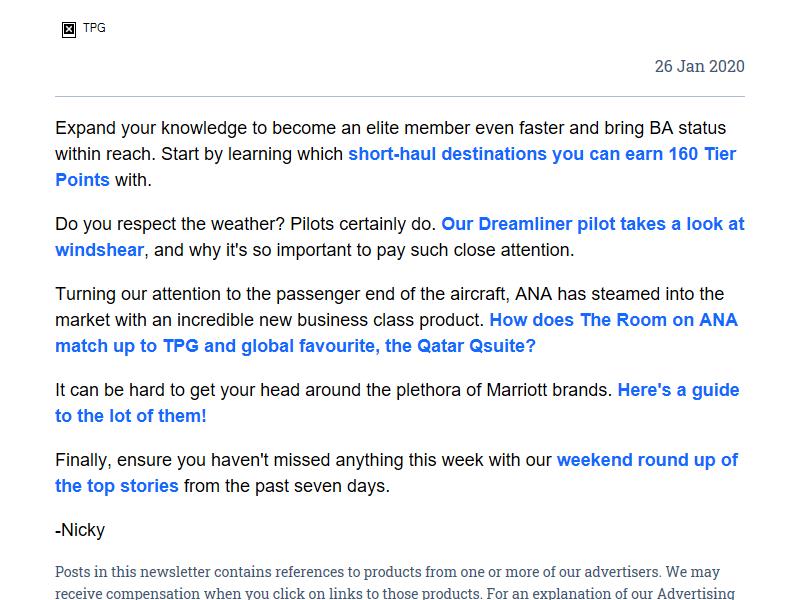 TPG
26 Jan 2020
Expand your knowledge to become an elite member even faster and bring BA status
within reach. Start by learning which short-haul destinations you can earn 160 Tier
Points with.
Do you respect the weather? Pilots certainly do. Our Dreamliner pilot takes a look at
windshear, and why it's so important to pay such close attention.
Turning our attention to the passenger end of the aircraft, ANA has steamed into the
market with an incredible new business class product. How does The Room on ANA
match up to TPG and global favourite, the Qatar Qsuite?
It can be hard to get your head around the plethora of Marriott brands. Here's a guide
to the lot of them!
Finally, ensure you haven't missed anything this week with our weekend round up of
the top stories from the past seven days.
-Nicky
Posts in this newsletter contains references to products from one or more of our advertisers. We may
receive compensation when you click on links to those products. For an explanation of our Advertising